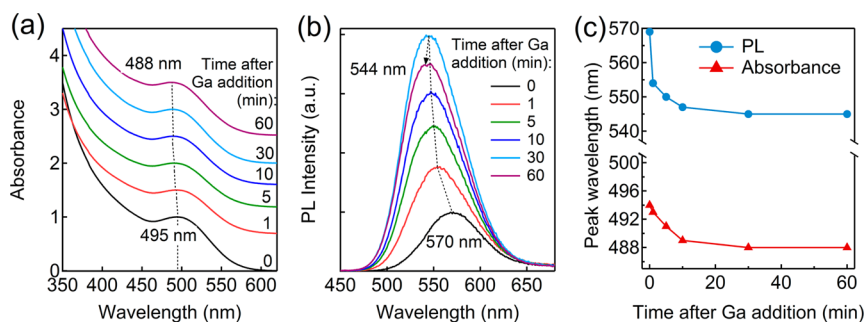 (a)
488 nm
Time after
Ga addition
(min):
60
30
10
5
1
0
495 nm
4
3
2
1
0
Absorbance
350 400 450 500 550 600
Wavelength (nm)
(b)
544 nm
Time after Ga
addition (min):
0
1
5
10
30
60
570 nm
PL Intensity (a.u.)
450 500 550 600 650
Wavelength (nm)
(c)
PL
Absorbance
570
560
550
540
500
496
492
488
Peak wavelength (nm)
0 20 40 60
Time after Ga addition (min)